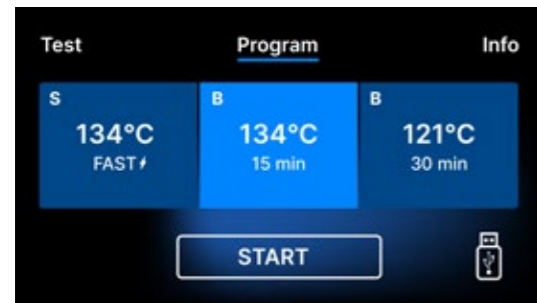 Test Program Info
S B B
134°C 134°C 121°C
FAST 15 min 30 min
START